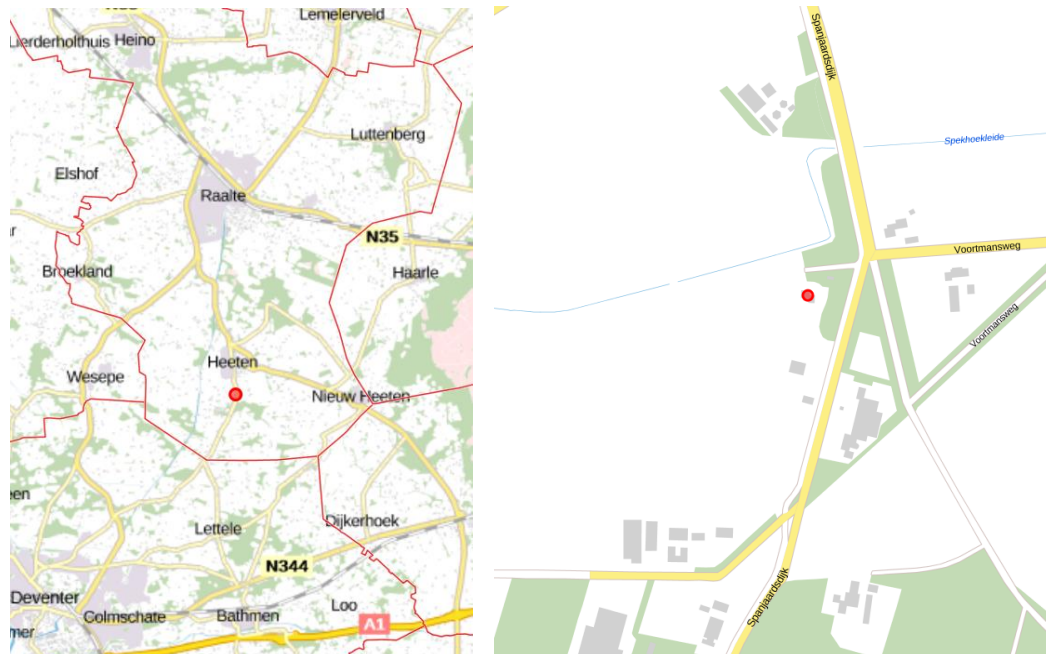 Lemelerveld
Lierderholthuis Heino
Luttenberg
Elshof
Raalte
N35
Broekland
Haarle
Heeten
Wesepe
Nieuw Heeten
Lettele
Dijkerhoek
N344
Deventer
Colmschate
Bathmen
Loo
A1
Spanjaardsdijk
Spekhoekleide
Voortmansweg
Voortmansweg
Spanjaardsdijk